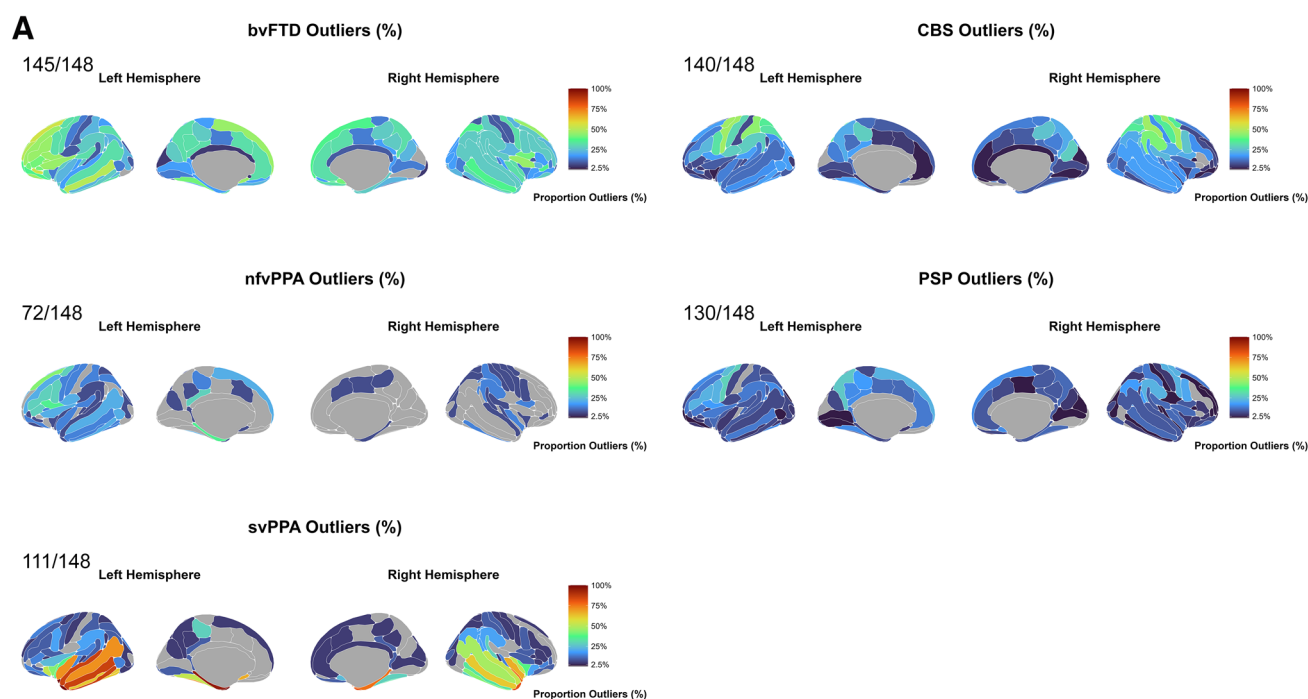 A
bvFTD Outliers (%)
145/148
Left Hemisphere
Right Hemisphere
100%
75%
50%
25%
2.5%
Proportion Outliers (%)
CBS Outliers (%)
140/148
Left Hemisphere
Right Hemisphere
100%
75%
50%
25%
2.5%
Proportion Outliers (%)
nfvPPA Outliers (%)
72/148
Left Hemisphere
Right Hemisphere
100%
75%
50%
25%
2.5%
Proportion Outliers (%)
PSP Outliers (%)
130/148
Left Hemisphere
Right Hemisphere
100%
75%
50%
25%
2.5%
Proportion Outliers (%)
svPPA Outliers (%)
111/148
Left Hemisphere
Right Hemisphere
100%
75%
50%
25%
2.5%
Proportion Outliers (%)